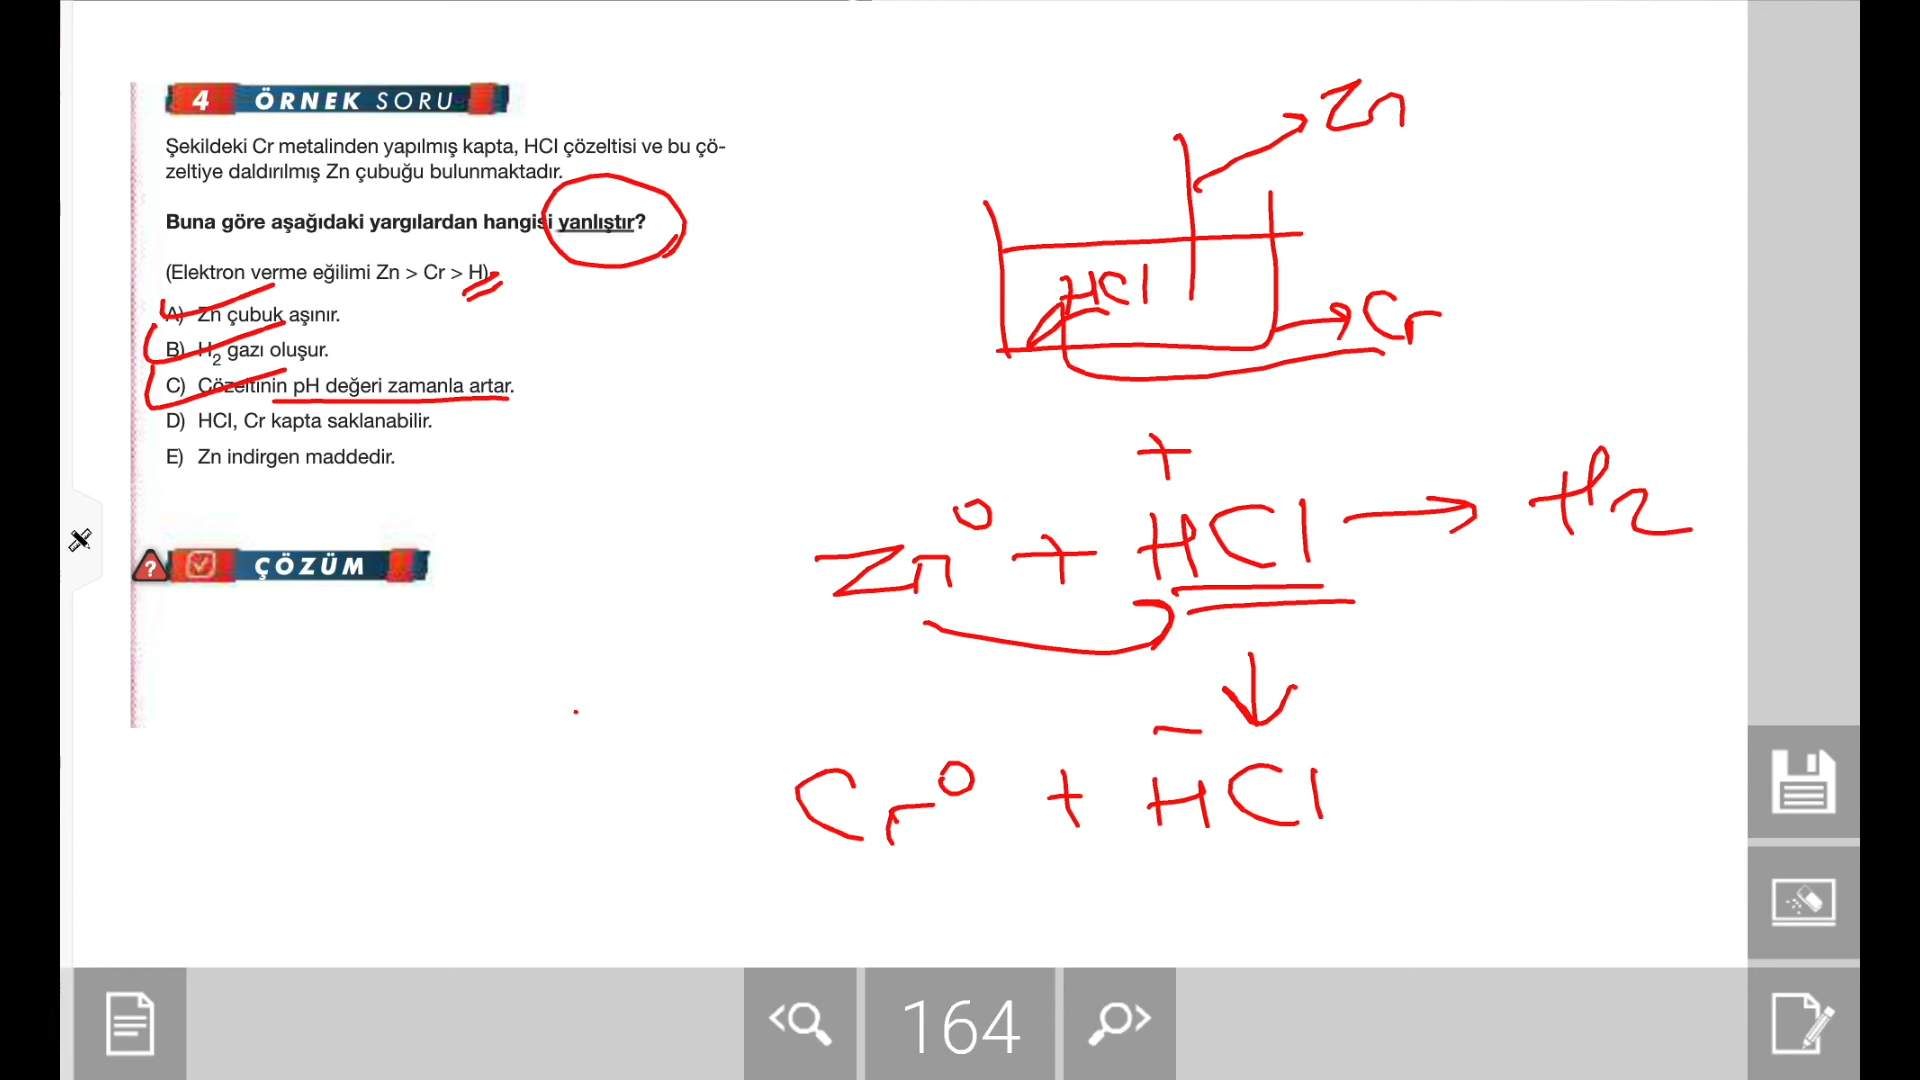 4 ÖRNEK SORU
Şekildeki Cr metalinden yapılmış kapta, HCl çözeltisi ve bu çö-
zeltiye daldırılmış Zn çubuğu bulunmaktadır.
Buna göre aşağıdaki yargılardan hangisi yanlıştır?
(Elektron verme eğilimi Zn > Cr > H)
A) Zn çubuk aşınır.
B) H2 gazı oluşur.
C) Çözeltinin pH değeri zamanla artar.
D) HCl, Cr kapta saklanabilir.
E) Zn indirgen maddedir.
? ÇÖZÜM
Zn
HCl
Cr
+
Zn⁰ + HCl → H2
–
Cr⁰ + HCl
164